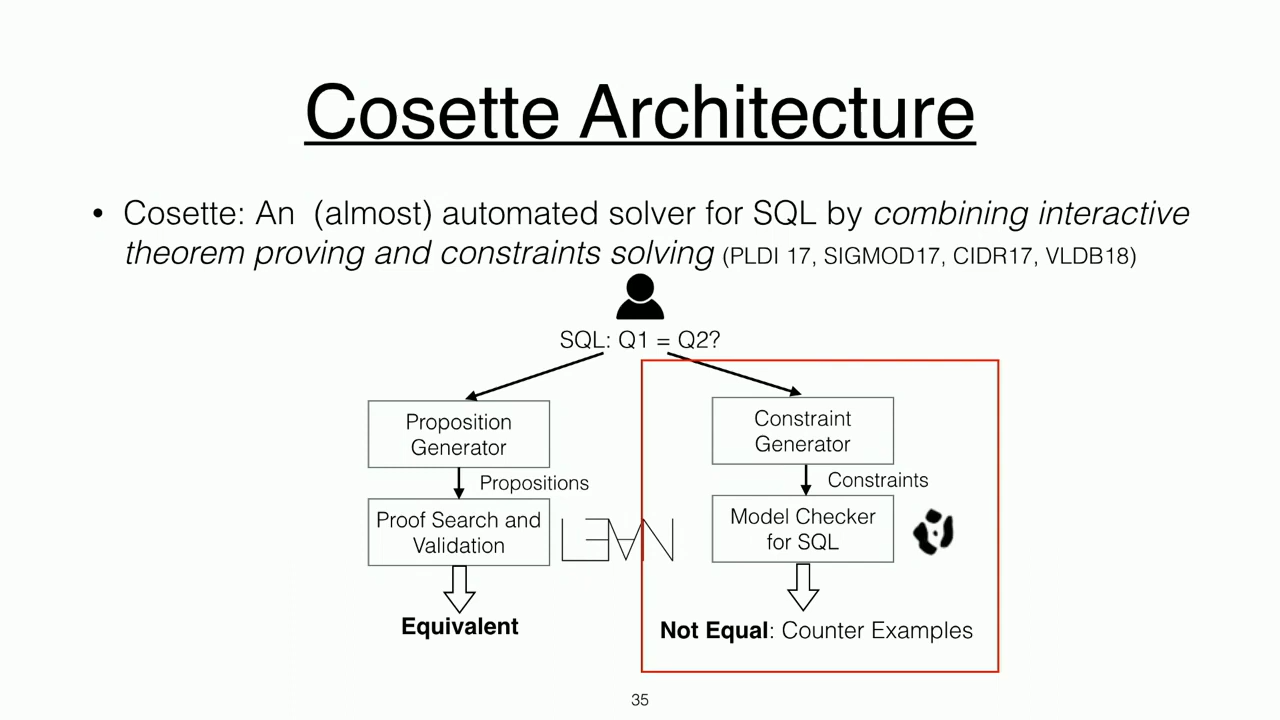 Cosette Architecture
• Cosette: An (almost) automated solver for SQL by combining interactive
theorem proving and constraints solving (PLDI 17, SIGMOD17, CIDR17, VLDB18)
SQL: Q1 = Q2?
Proposition
Generator
Propositions
Proof Search and
Validation
L∃∀N
Equivalent
Constraint
Generator
Constraints
Model Checker
for SQL
Not Equal: Counter Examples
35